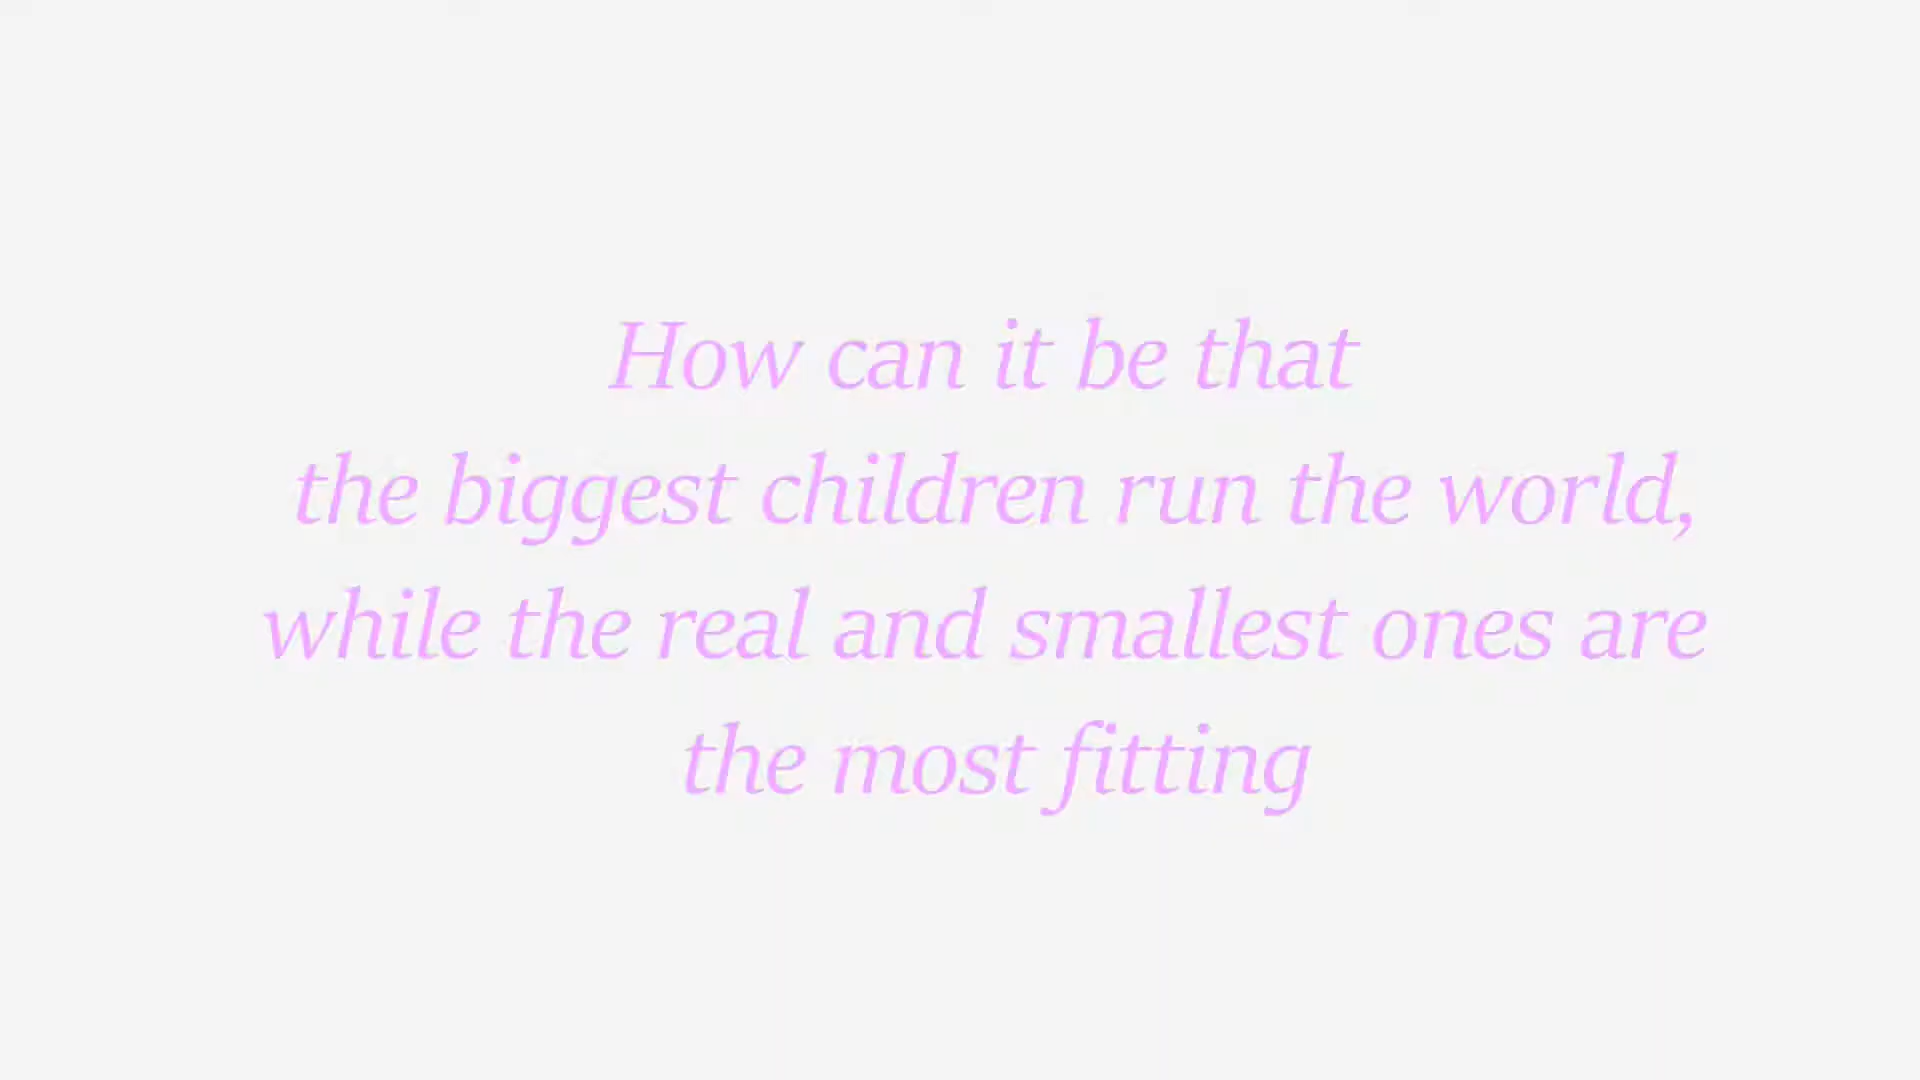 How can it be that
the biggest children run the world,
while the real and smallest ones are
the most fitting